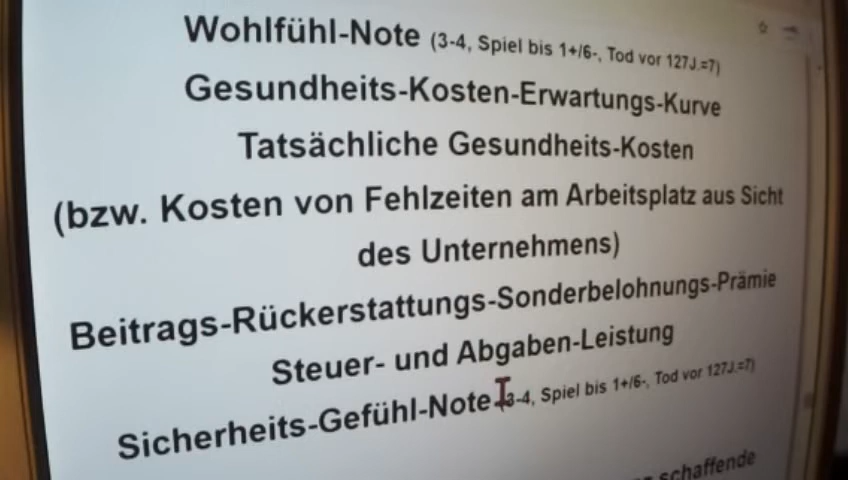 Wohlfühl-Note (3-4, Spiel bis 1+/6-, Tod vor 127J.=7)
Gesundheits-Kosten-Erwartungs-Kurve
Tatsächliche Gesundheits-Kosten
(bzw. Kosten von Fehlzeiten am Arbeitsplatz aus Sicht
des Unternehmens)
Beitrags-Rückerstattungs-Sonderbelohnungs-Prämie
Steuer- und Abgaben-Leistung
Sicherheits-Gefühl-Note (3-4, Spiel bis 1+/6-, Tod vor 127J.=7)
schaffende